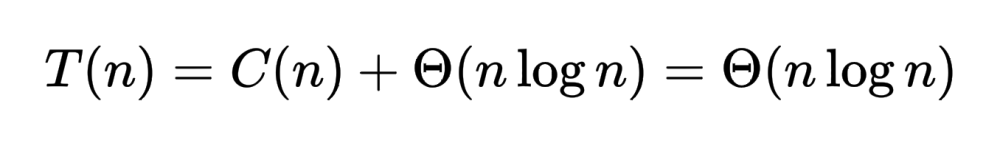 T(n) = C(n) + Θ(n log n) = Θ(n log n)